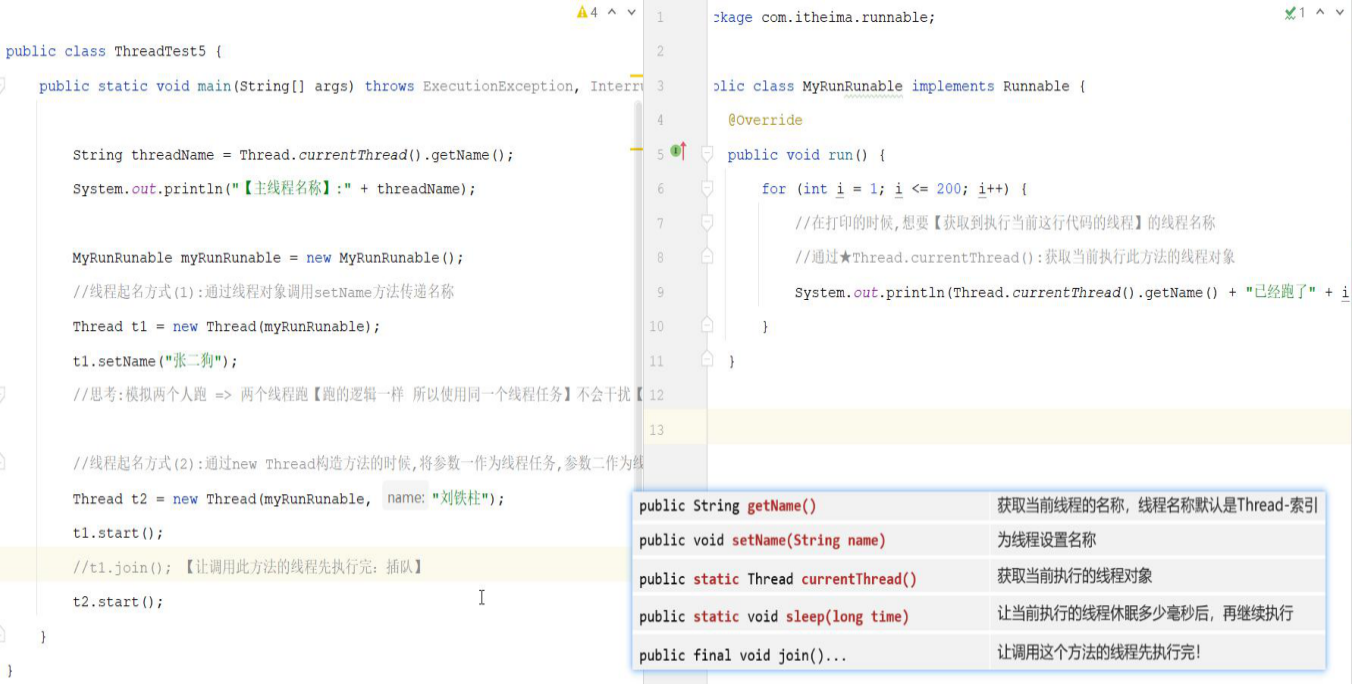 4
public class ThreadTest5 {
public static void main(String[] args) throws ExecutionException, Interru
String threadName = Thread.currentThread().getName();
System.out.println("【主线程名称】:" + threadName);
MyRunRunable myRunRunable = new MyRunRunable();
//线程起名方式(1):通过线程对象调用setName方法传递名称
Thread t1 = new Thread(myRunRunable);
t1.setName("张二狗");
//思考:模拟两个人跑 => 两个线程跑【跑的逻辑一样 所以使用同一个线程任务】不会干扰【
//线程起名方式(2):通过new Thread构造方法的时候,将参数一作为线程任务,参数二作为线
Thread t2 = new Thread(myRunRunable, name: "刘铁柱");
t1.start();
//t1.join(); 【让调用此方法的线程先执行完: 插队】
t2.start();
}
}
1
1 ckage com.itheima.runnable;
2
3 blic class MyRunRunable implements Runnable {
4 @Override
5 public void run() {
6 for (int i = 1; i <= 200; i++) {
7 //在打印的时候,想要【获取到执行当前这行代码的线程】的线程名称
8 //通过★Thread.currentThread():获取当前执行此方法的线程对象
9 System.out.println(Thread.currentThread().getName() + "已经跑了" + i
10 }
11 }
12
13
public String getName() 获取当前线程的名称，线程名称默认是Thread-索引
public void setName(String name) 为线程设置名称
public static Thread currentThread() 获取当前执行的线程对象
public static void sleep(long time) 让当前执行的线程休眠多少毫秒后，再继续执行
public final void join()... 让调用这个方法的线程先执行完！